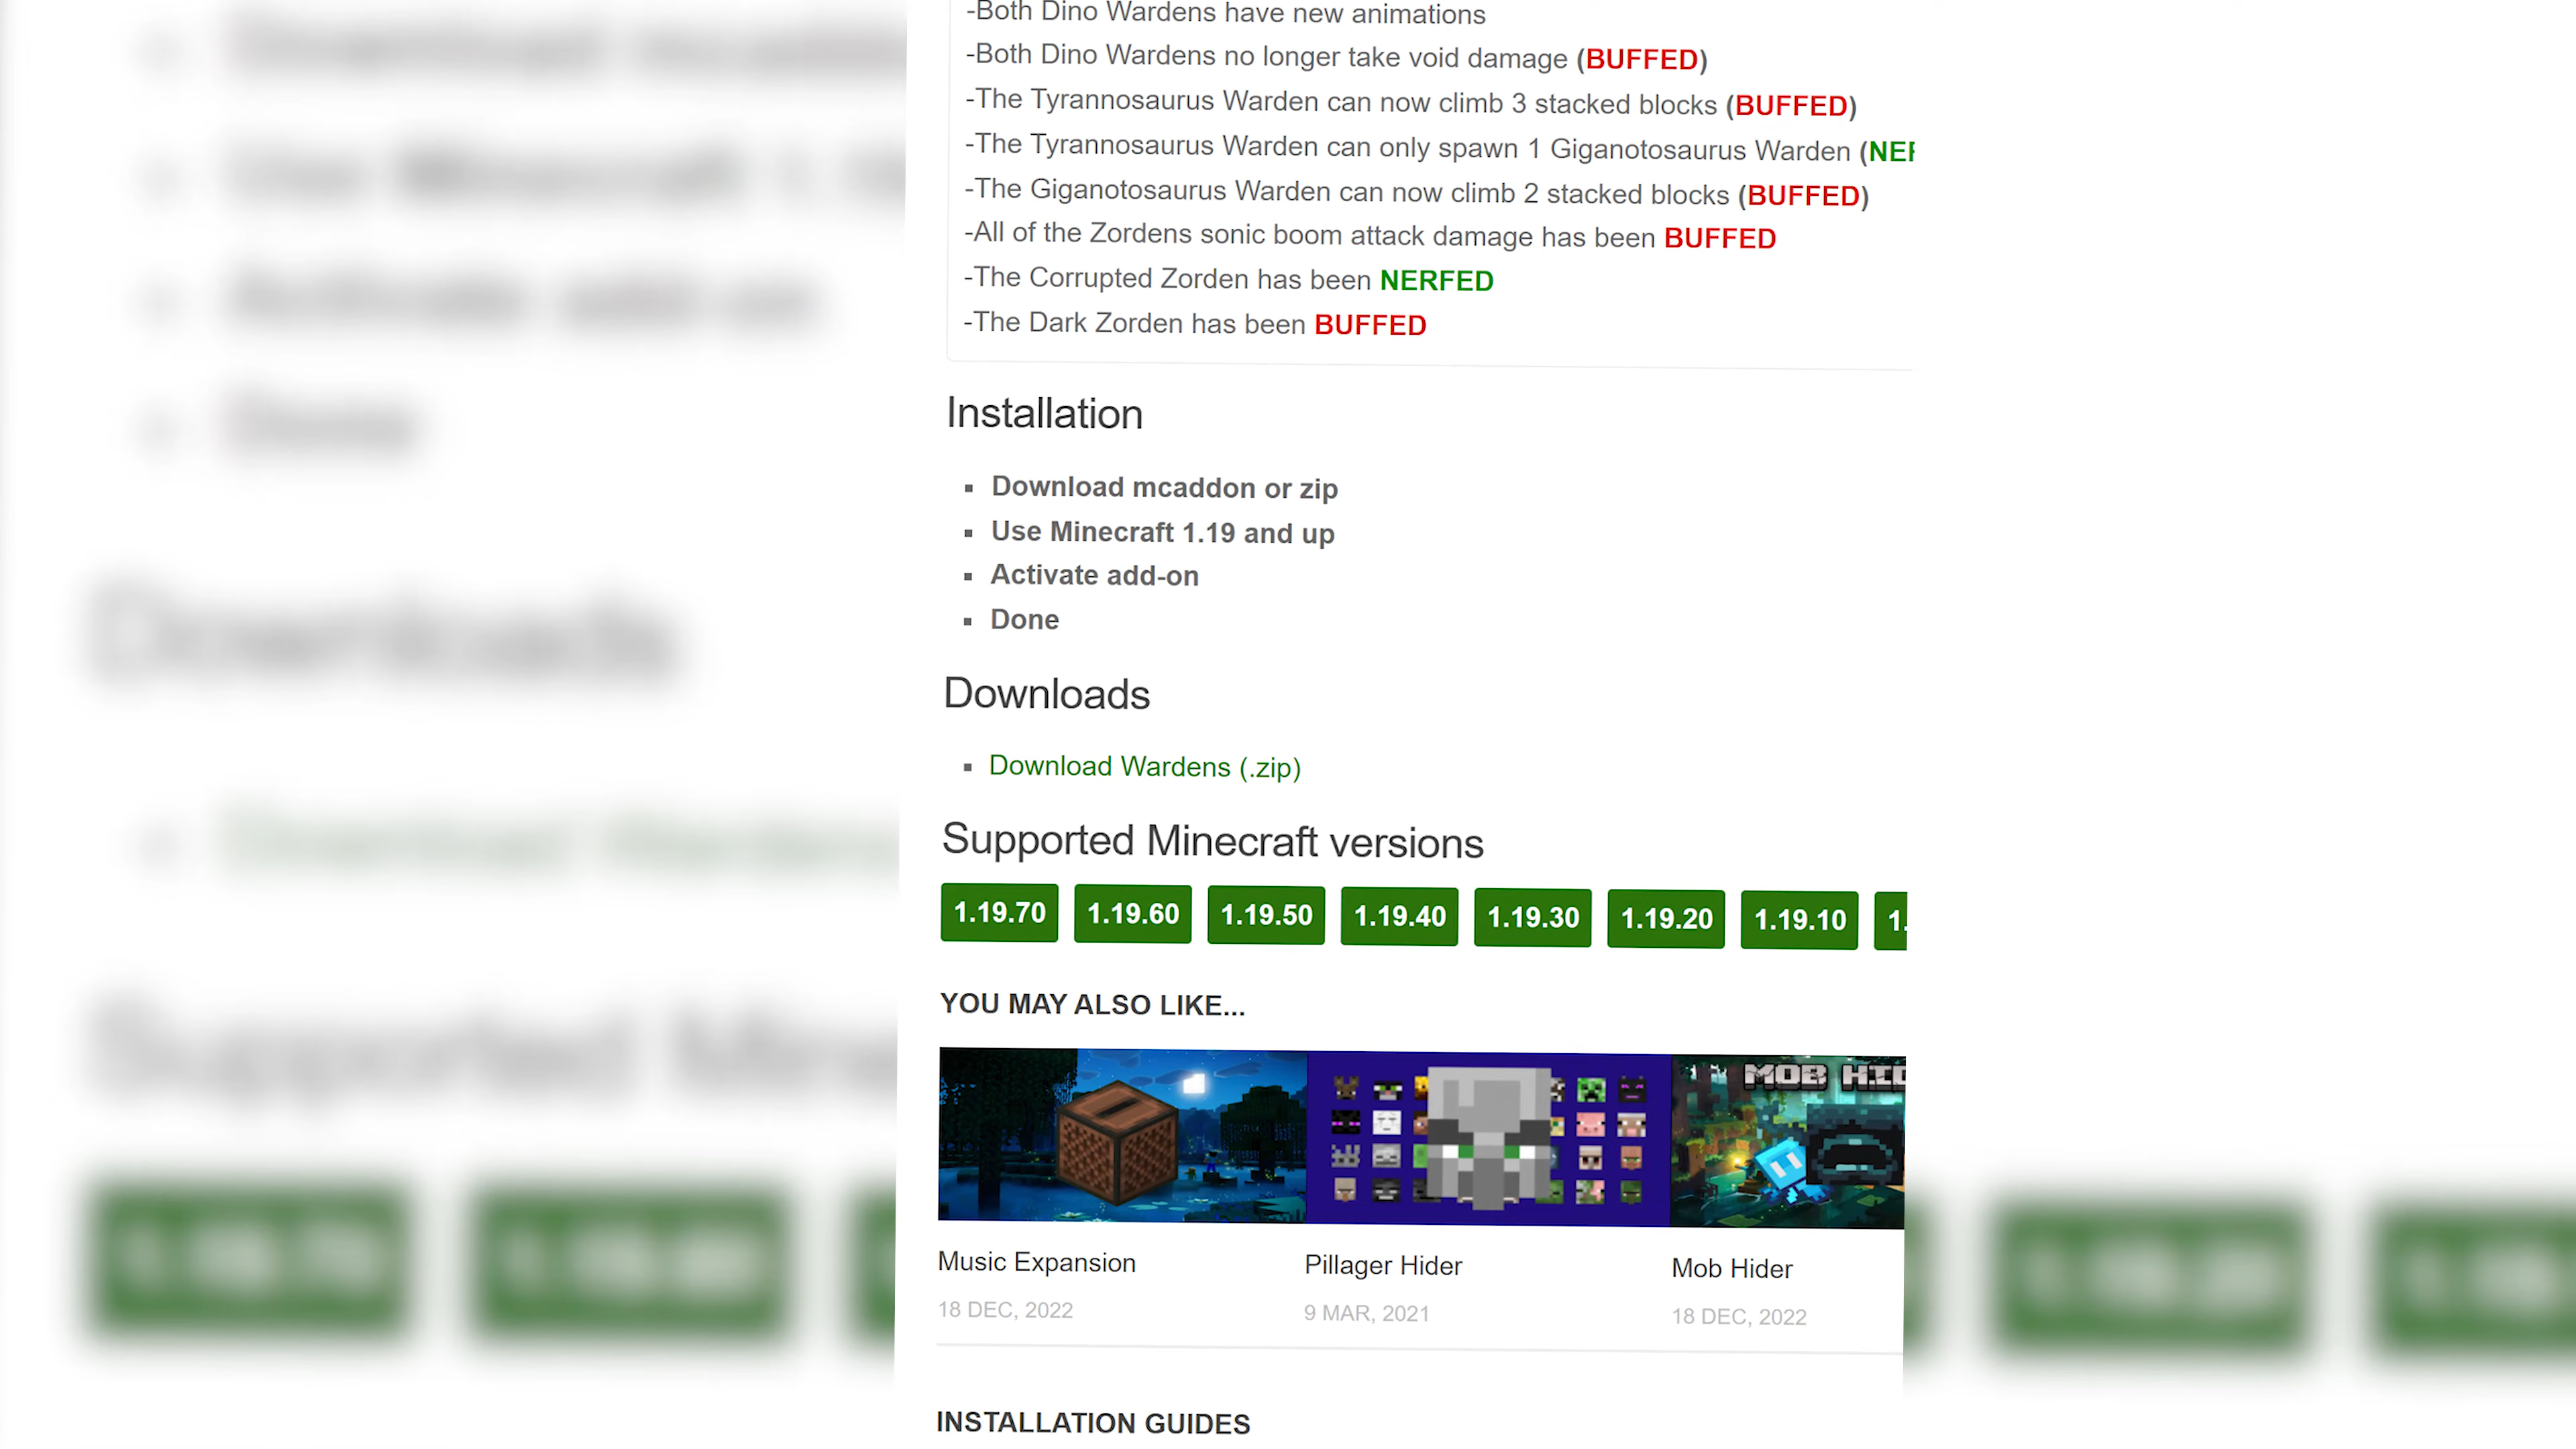 -Both Dino Wardens have new animations
-Both Dino Wardens no longer take void damage (BUFFED)
-The Tyrannosaurus Warden can now climb 3 stacked blocks (BUFFED)
-The Tyrannosaurus Warden can only spawn 1 Giganotosaurus Warden (NER
-The Giganotosaurus Warden can now climb 2 stacked blocks (BUFFED)
-All of the Zordens sonic boom attack damage has been BUFFED
-The Corrupted Zorden has been NERFED
-The Dark Zorden has been BUFFED
Installation
Download mcaddon or zip
Use Minecraft 1.19 and up
Activate add-on
Done
Downloads
Download Wardens (.zip)
Supported Minecraft versions
1.19.70 1.19.60 1.19.50 1.19.40 1.19.30 1.19.20 1.19.10 1.
YOU MAY ALSO LIKE...
MOB HID
Music Expansion Pillager Hider Mob Hider
18 DEC, 2022 9 MAR, 2021 18 DEC, 2022
INSTALLATION GUIDES